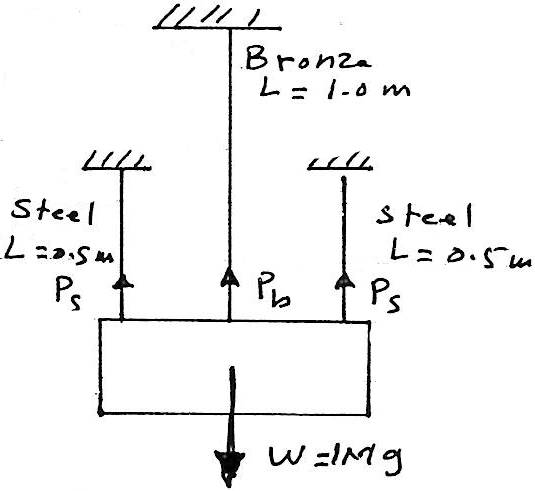 Bronze
L = 1.0 m
Steel
L = 0.5 m
Ps
Pb
steel
L = 0.5 m
Ps
W = 1Mg